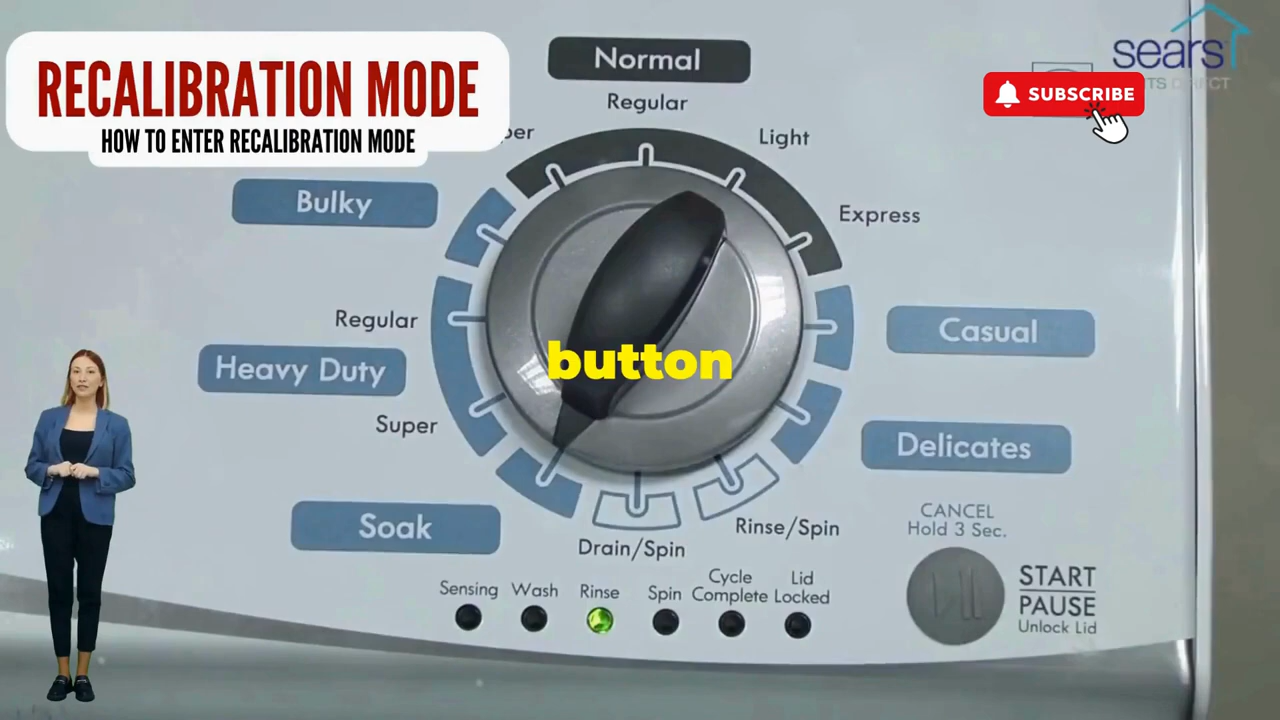 RECALIBRATION MODE
HOW TO ENTER RECALIBRATION MODE
sears
SUBSCRIBE
Normal
Regular
Light
Express
Bulky
Regular
Heavy Duty
Super
Casual
button
Delicates
Soak
Drain/Spin
Rinse/Spin
CANCEL
Hold 3 Sec.
Sensing
Wash
Rinse
Spin
Cycle
Complete
Lid
Locked
START
PAUSE
Unlock Lid